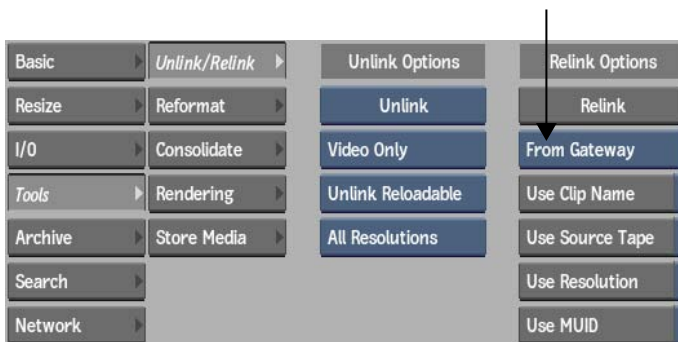 Basic Unlink/Relink Unlink Options Relink Options
Resize Reformat Unlink Relink
I/O Consolidate Video Only From Gateway
Tools Rendering Unlink Reloadable Use Clip Name
Archive Store Media All Resolutions Use Source Tape
Search Use Resolution
Network Use MUID